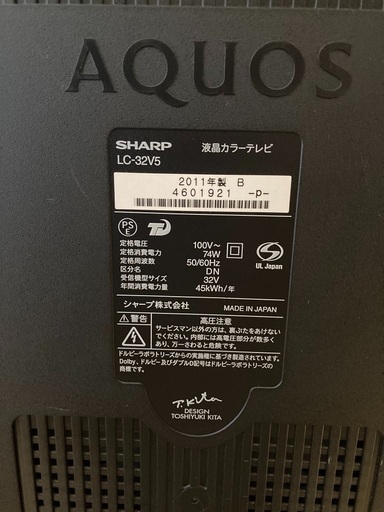 AQUOS
SHARP 液晶カラーテレビ
LC-32V5
2011年製 B
4601921 -p-
PSE
定格電圧 100V~
定格消費電力 74W
定格周波数 50/60Hz
区分名 DN
受信機型サイズ 32V
年間消費電力量 45kWh/年
UL Japan
シャープ株式会社 MADE IN JAPAN
警告 高圧注意
サービスマン以外の方は、裏ぶたをあけない
でください。内部には高電圧部分が数多く
あり、万一さわると危険です。
ドルビーラボラトリーズからの実施権に基づき製造されています。
Dolby、ドルビー及びダブルD記号はドルビーラボラトリーズの
商標です。
T. Kita
DESIGN
TOSHIYUKI KITA